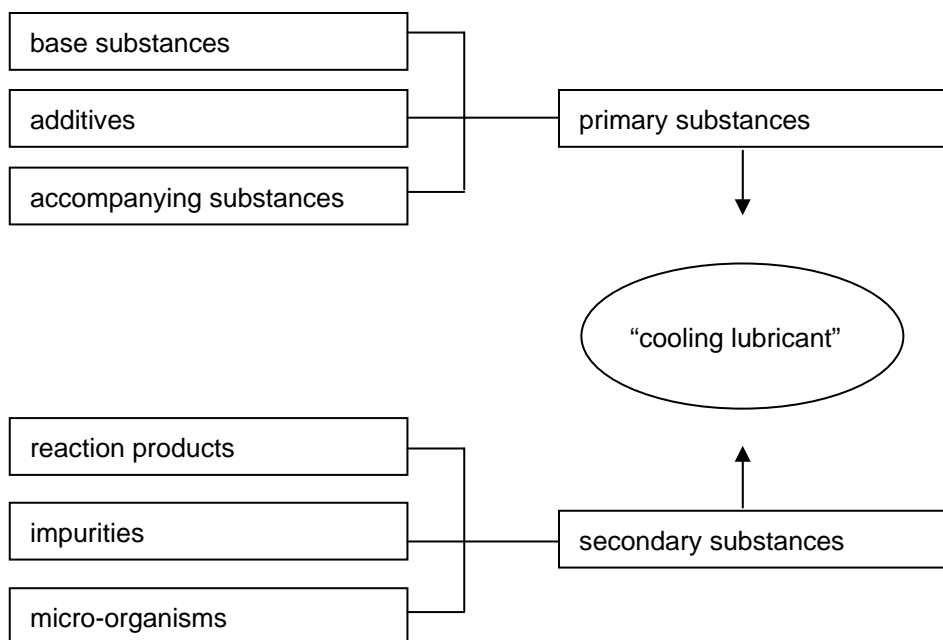 base substances
additives
accompanying substances
primary substances
“cooling lubricant”
reaction products
impurities
micro-organisms
secondary substances